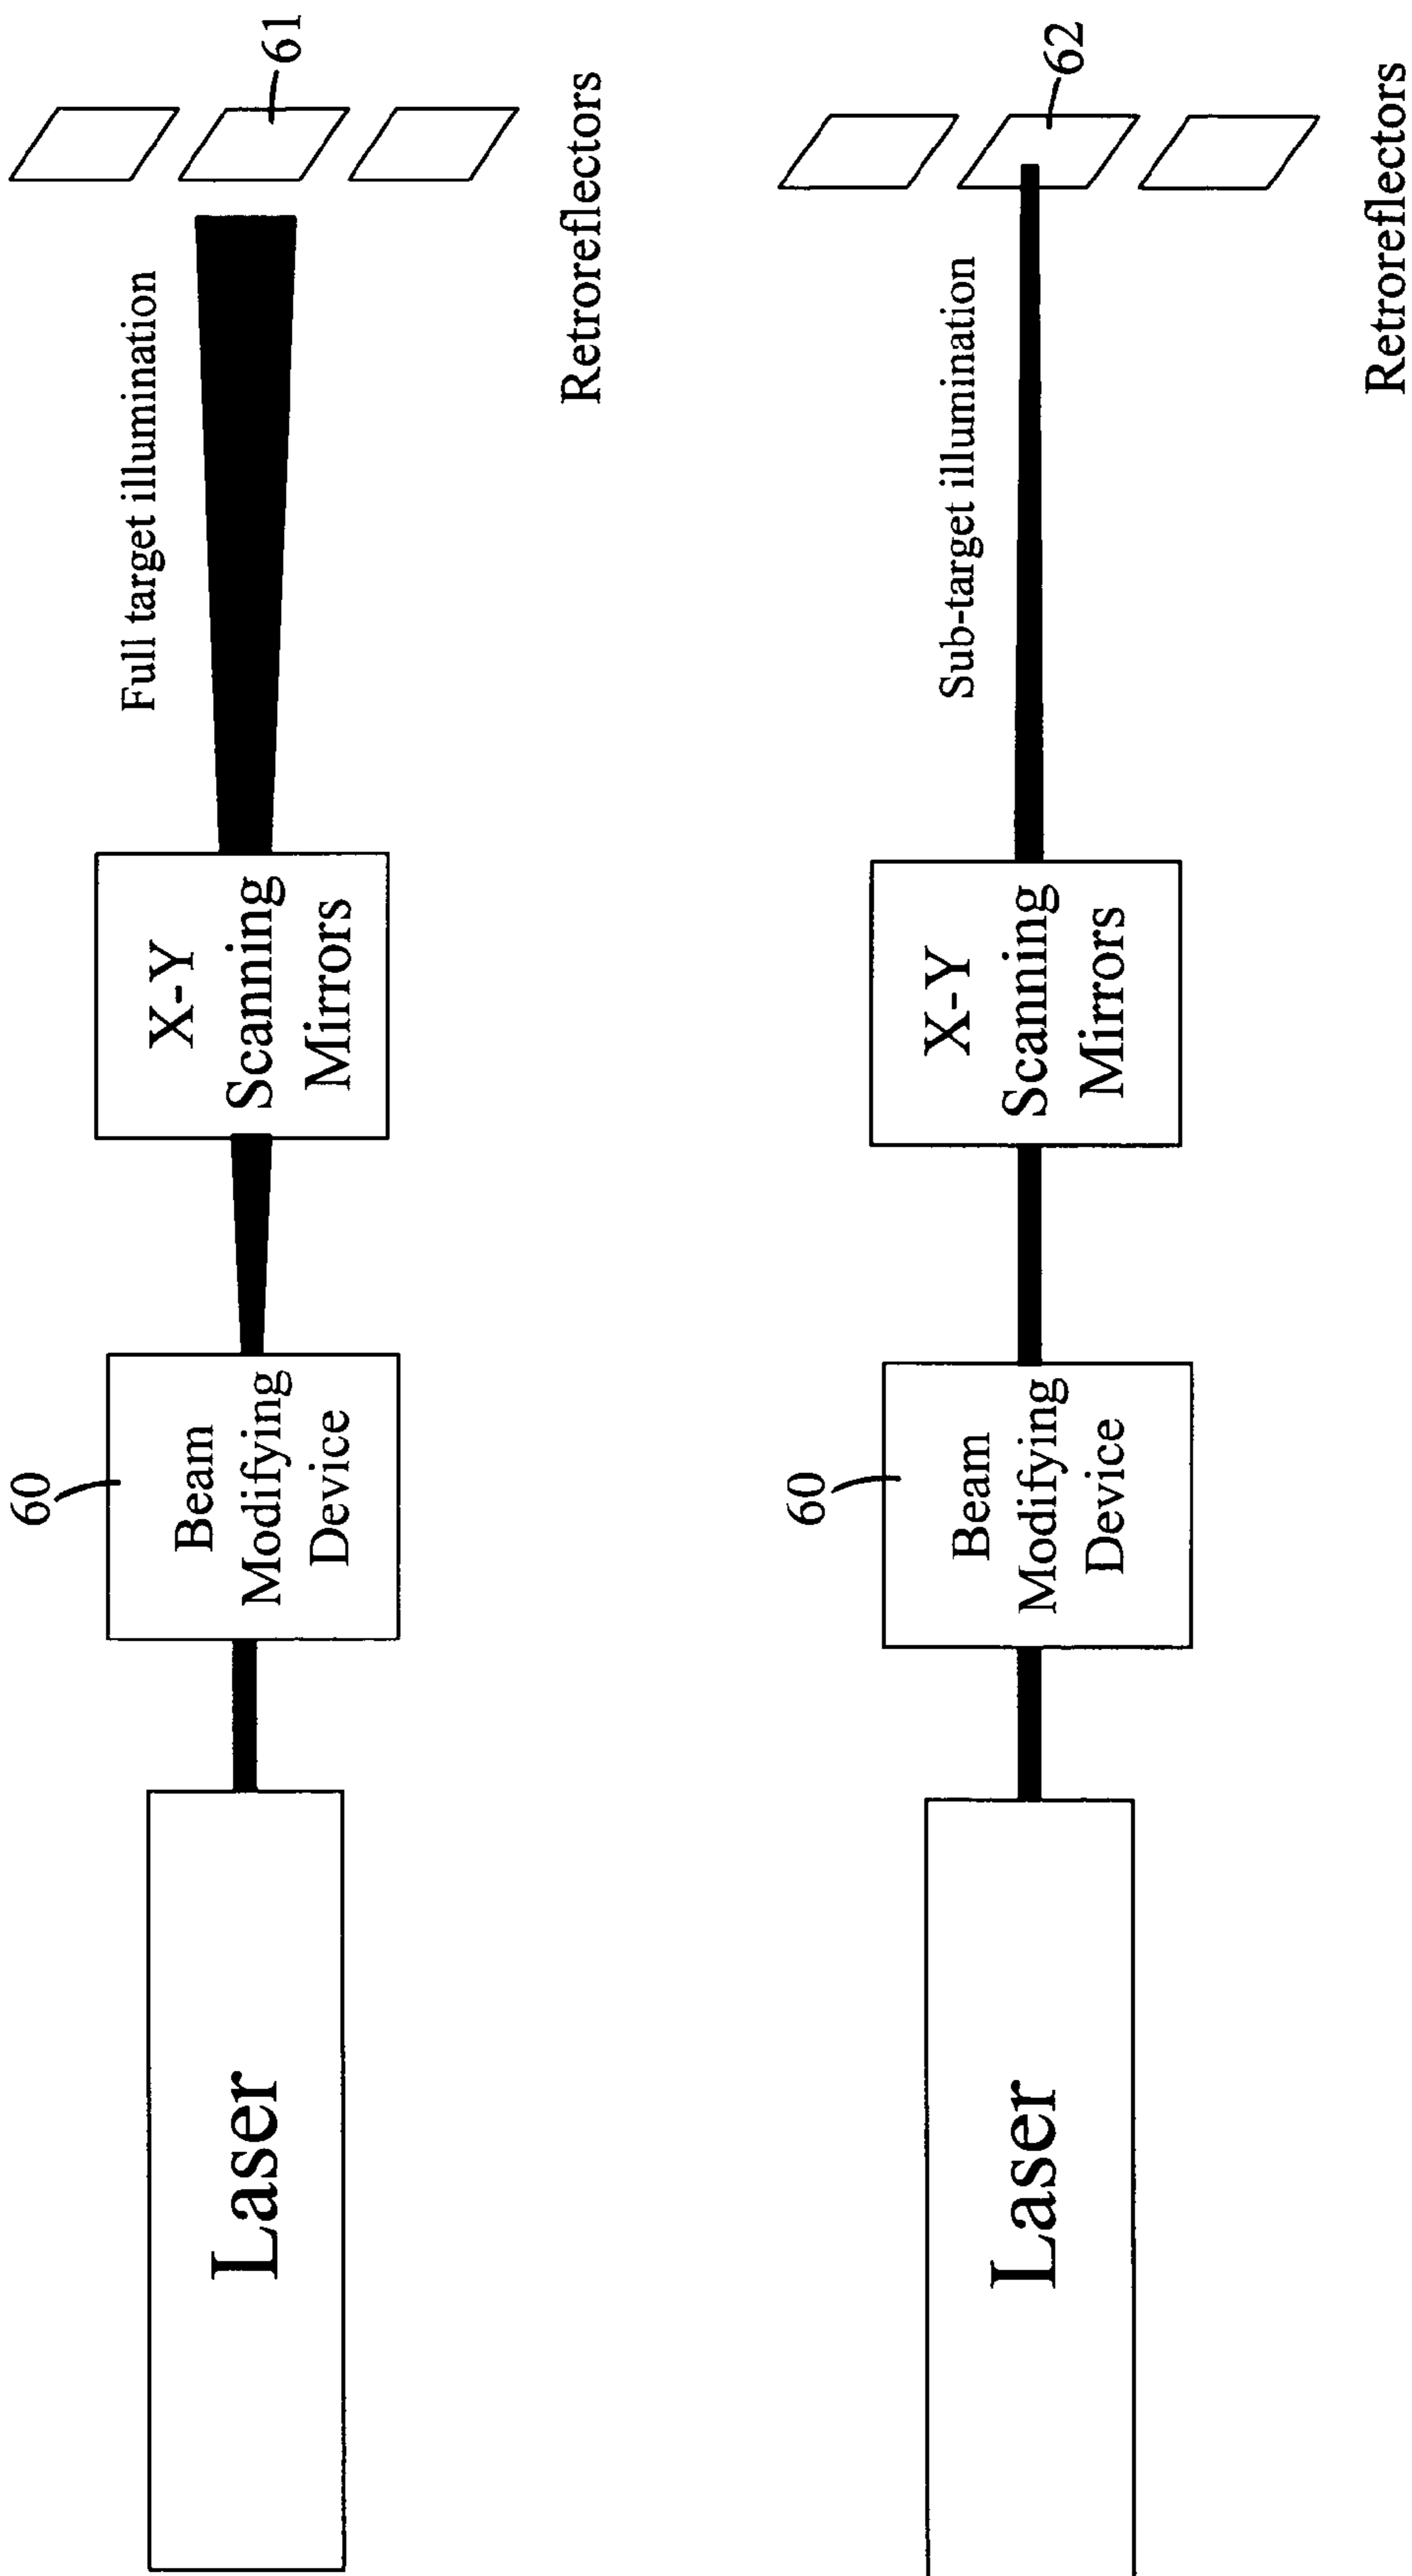 Laser
60
Beam
Modifying
Device
X-Y
Scanning
Mirrors
Full target illumination
61
Retroreflectors
Laser
60
Beam
Modifying
Device
X-Y
Scanning
Mirrors
Sub-target illumination
62
Retroreflectors